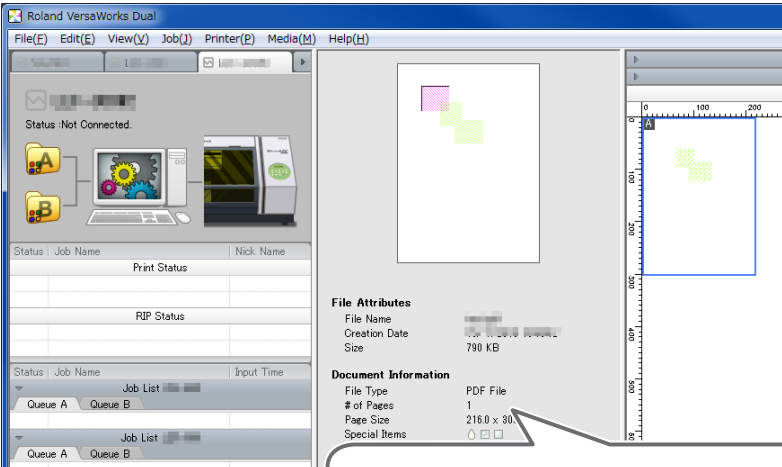 Roland VersaWorks Dual
File(F) Edit(E) View(V) Job(J) Printer(P) Media(M) Help(H)
Status :Not Connected.
A
B
Status Job Name Nick Name
Print Status
RIP Status
Status Job Name Input Time
Job List
Queue A Queue B
Job List
Queue A Queue B
File Attributes
File Name
Creation Date
Size 790 KB
Document Information
File Type PDF File
# of Pages 1
Page Size 216.0 x
Special Items
0 100 200
A
0
100
200
300
400
500